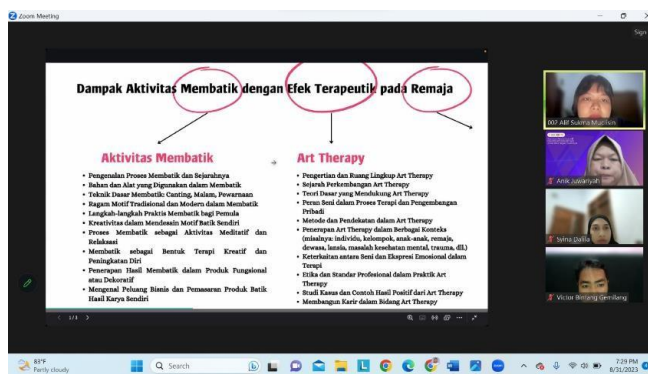 Zoom Meeting
Sign
Dampak Aktivitas Membatik dengan Efek Terapeutik pada Remaja
Aktivitas Membatik
• Pengenalan Proses Membatik dan Sejarahnya
• Bahan dan Alat yang Digunakan dalam Membatik
• Teknik Dasar Membatik: Canting, Malam, Pewarnaan
• Ragam Motif Tradisional dan Modern dalam Membatik
• Langkah-langkah Praktis Membatik bagi Pemula
• Kreativitas dalam Mendesain Motif Batik Sendiri
• Proses Membatik sebagai Aktivitas Meditatif dan
Relaksasi
• Membatik sebagai Bentuk Terapi Kreatif dan
Peningkatan Diri
• Penerapan Hasil Membatik dalam Produk Fungsional
atau Dekoratif
• Mengenal Peluang Bisnis dan Pemasaran Produk Batik
Hasil Karya Sendiri
Art Therapy
• Pengertian dan Ruang Lingkup Art Therapy
• Sejarah Perkembangan Art Therapy
• Teori Dasar yang Mendukung Art Therapy
• Peran Seni dalam Proses Terapi dan Pengembangan
Pribadi
• Metode dan Pendekatan dalam Art Therapy
• Penerapan Art Therapy dalam Berbagai Konteks
(misalnya: individu, kelompok, anak-anak, remaja,
dewasa, lansia, masalah kesehatan mental, trauma, dll.)
• Keterkaitan antara Seni dan Ekspresi Emosional dalam
Terapi
• Etika dan Standar Profesional dalam Praktik Art
Therapy
• Studi Kasus dan Contoh Hasil Positif dari Art Therapy
• Membangun Karir dalam Bidang Art Therapy
1/3
002 Alif Sukma Muclisin
Anik Juwariyah
Syina Dalila
Victor Bintang Gemilang
83°F
Partly cloudy
Search
7:29 PM
8/31/2023